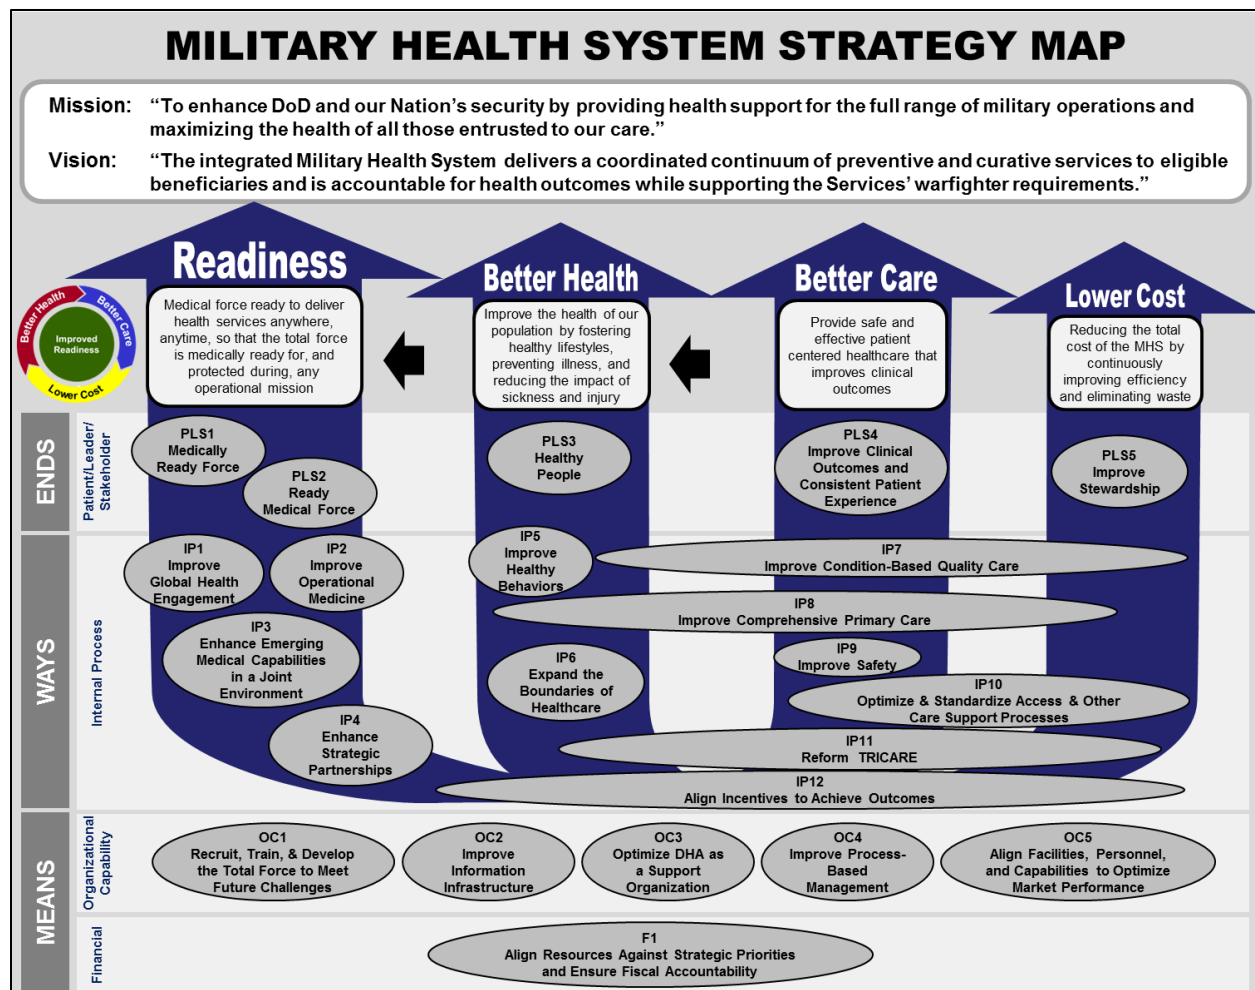 MILITARY HEALTH SYSTEM STRATEGY MAP
Mission: “To enhance DoD and our Nation’s security by providing health support for the full range of military operations and
maximizing the health of all those entrusted to our care.”
Vision: “The integrated Military Health System delivers a coordinated continuum of preventive and curative services to eligible
beneficiaries and is accountable for health outcomes while supporting the Services’ warfighter requirements.”
Readiness
Better Health
Better Care
Lower Cost
Better Health
Better Care
Lower Cost
Improved
Readiness
Medical force ready to deliver
health services anywhere,
anytime, so that the total force
is medically ready for, and
protected during, any
operational mission
Improve the health of our
population by fostering
healthy lifestyles,
preventing illness, and
reducing the impact of
sickness and injury
Provide safe and
effective patient
centered healthcare that
improves clinical
outcomes
Reducing the total
cost of the MHS by
continuously
improving efficiency
and eliminating waste
ENDS
Patient/Leader/
Stakeholder
PLS1
Medically
Ready Force
PLS2
Ready
Medical Force
PLS3
Healthy
People
PLS4
Improve Clinical
Outcomes and
Consistent Patient
Experience
PLS5
Improve
Stewardship
WAYS
Internal Process
IP1
Improve
Global Health
Engagement
IP2
Improve
Operational
Medicine
IP3
Enhance Emerging
Medical Capabilities
in a Joint
Environment
IP4
Enhance
Strategic
Partnerships
IP5
Improve
Healthy
Behaviors
IP6
Expand the
Boundaries of
Healthcare
IP7
Improve Condition-Based Quality Care
IP8
Improve Comprehensive Primary Care
IP9
Improve Safety
IP10
Optimize & Standardize Access & Other
Care Support Processes
IP11
Reform TRICARE
IP12
Align Incentives to Achieve Outcomes
MEANS
Organizational
Capability
OC1
Recruit, Train, & Develop
the Total Force to Meet
Future Challenges
OC2
Improve
Information
Infrastructure
OC3
Optimize DHA as
a Support
Organization
OC4
Improve Process-
Based
Management
OC5
Align Facilities, Personnel,
and Capabilities to Optimize
Market Performance
Financial
F1
Align Resources Against Strategic Priorities
and Ensure Fiscal Accountability